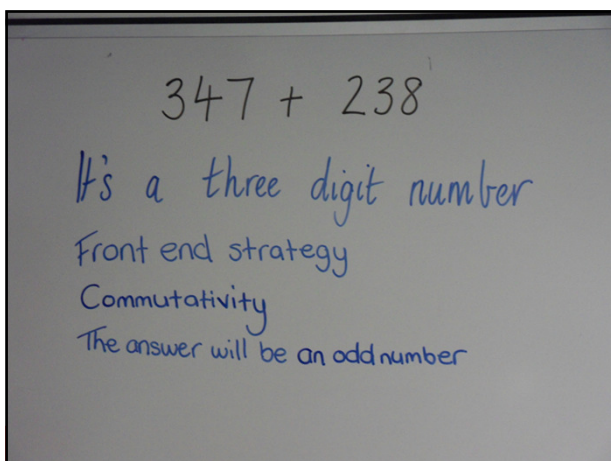 347 + 238
It's a three digit number
Front end strategy
Commutativity
The answer will be an odd number